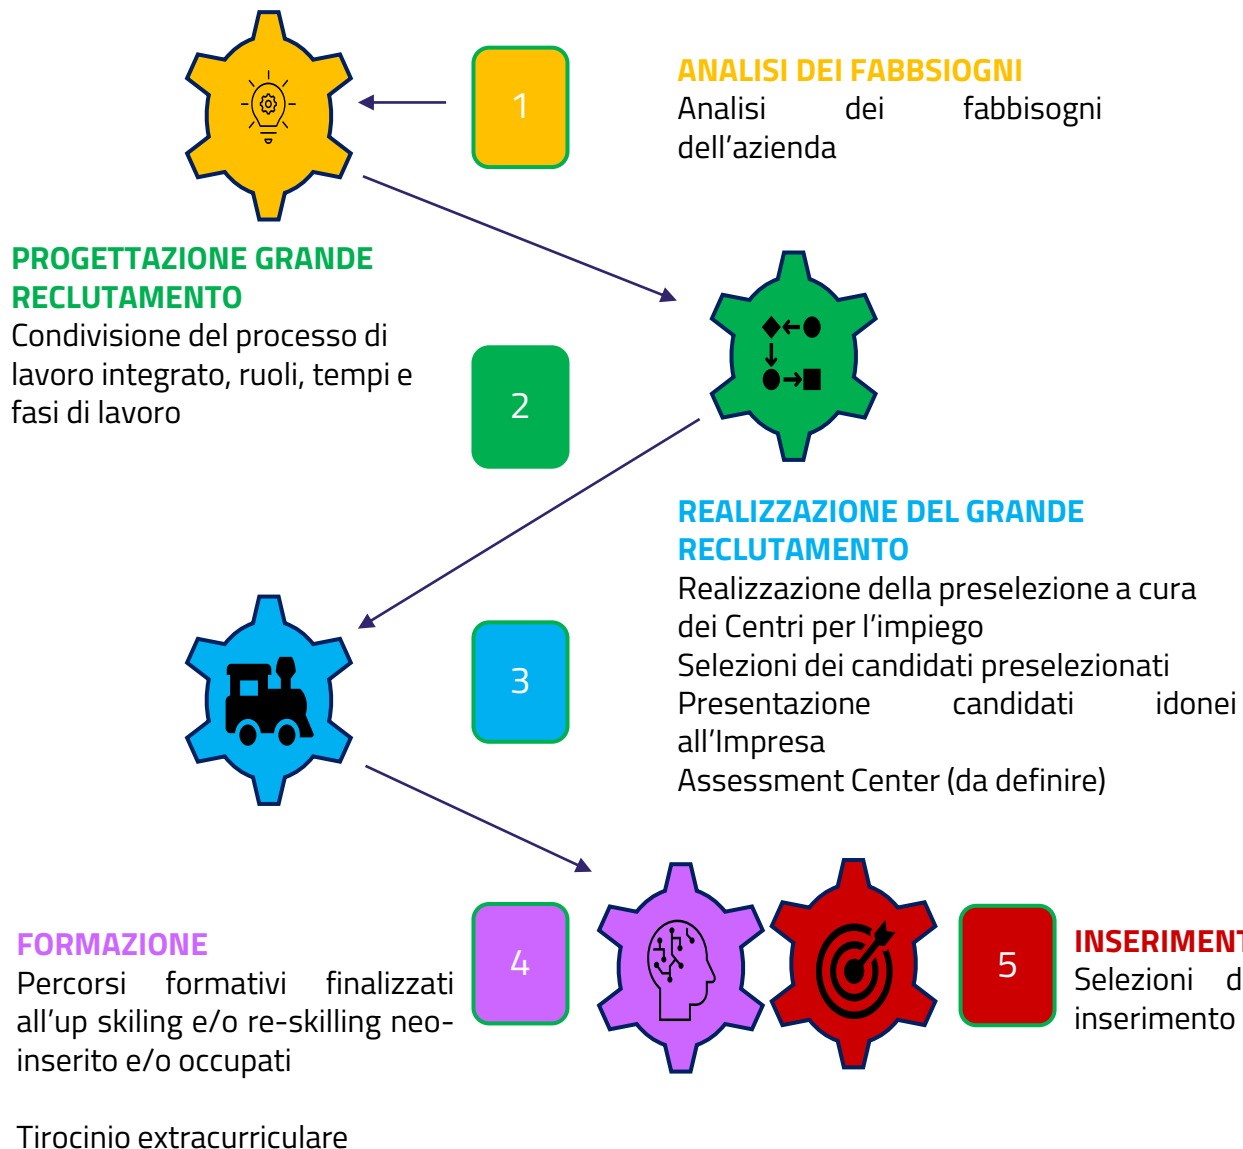 1
ANALISI DEI FABBSIOGNI
Analisi dei fabbisogni
dell’azienda
PROGETTAZIONE GRANDE
RECLUTAMENTO
Condivisione del processo di
lavoro integrato, ruoli, tempi e
fasi di lavoro
2
REALIZZAZIONE DEL GRANDE
RECLUTAMENTO
Realizzazione della preselezione a cura
dei Centri per l’impiego
Selezioni dei candidati preselezionati
Presentazione candidati idonei
all’Impresa
Assessment Center (da definire)
3
FORMAZIONE
Percorsi formativi finalizzati
all’up skiling e/o re-skilling neo-
inserito e/o occupati
Tirocinio extracurriculare
4
5
Selezioni
inserimento